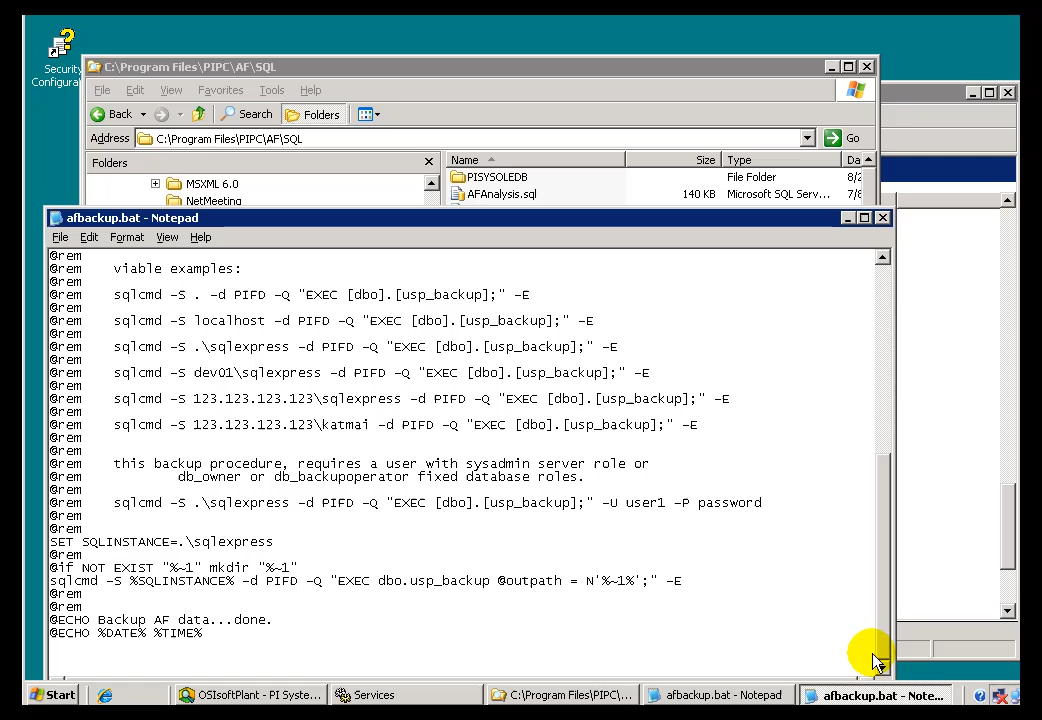 Security
Configura
C:\Program Files\PIPC\AF\SQL
File Edit View Favorites Tools Help
Back Search Folders
Address C:\Program Files\PIPC\AF\SQL Go
Folders
Name Size Type Da
MSXML 6.0
NetMeeting
PISYSOLEDB File Folder 8/2
AFAnalysis.sql 140 KB Microsoft SQL Serv... 7/8
afbackup.bat - Notepad
File Edit Format View Help
@rem
@rem viable examples:
@rem
@rem sqlcmd -S . -d PIFD -Q "EXEC [dbo].[usp_backup];" -E
@rem
@rem sqlcmd -S localhost -d PIFD -Q "EXEC [dbo].[usp_backup];" -E
@rem
@rem sqlcmd -S .\sqlexpress -d PIFD -Q "EXEC [dbo].[usp_backup];" -E
@rem
@rem sqlcmd -S dev01\sqlexpress -d PIFD -Q "EXEC [dbo].[usp_backup];" -E
@rem
@rem sqlcmd -S 123.123.123.123\sqlexpress -d PIFD -Q "EXEC [dbo].[usp_backup];" -E
@rem
@rem sqlcmd -S 123.123.123.123\katmai -d PIFD -Q "EXEC [dbo].[usp_backup];" -E
@rem
@rem
@rem this backup procedure, requires a user with sysadmin server role or
@rem db_owner or db_backupoperator fixed database roles.
@rem
@rem sqlcmd -S .\sqlexpress -d PIFD -Q "EXEC [dbo].[usp_backup];" -U user1 -P password
@rem
@rem
SET SQLINSTANCE=.\sqlexpress
@rem
@if NOT EXIST "%~1" mkdir "%~1"
sqlcmd -S %SQLINSTANCE% -d PIFD -Q "EXEC dbo.usp_backup @outpath = N'%~1%';" -E
@rem
@rem
@ECHO Backup AF data...done.
@ECHO %DATE% %TIME%
Start OSIsoftPlant - PI Syste... Services C:\Program Files\PIPC\... afbackup.bat - Notepad afbackup.bat - Note...